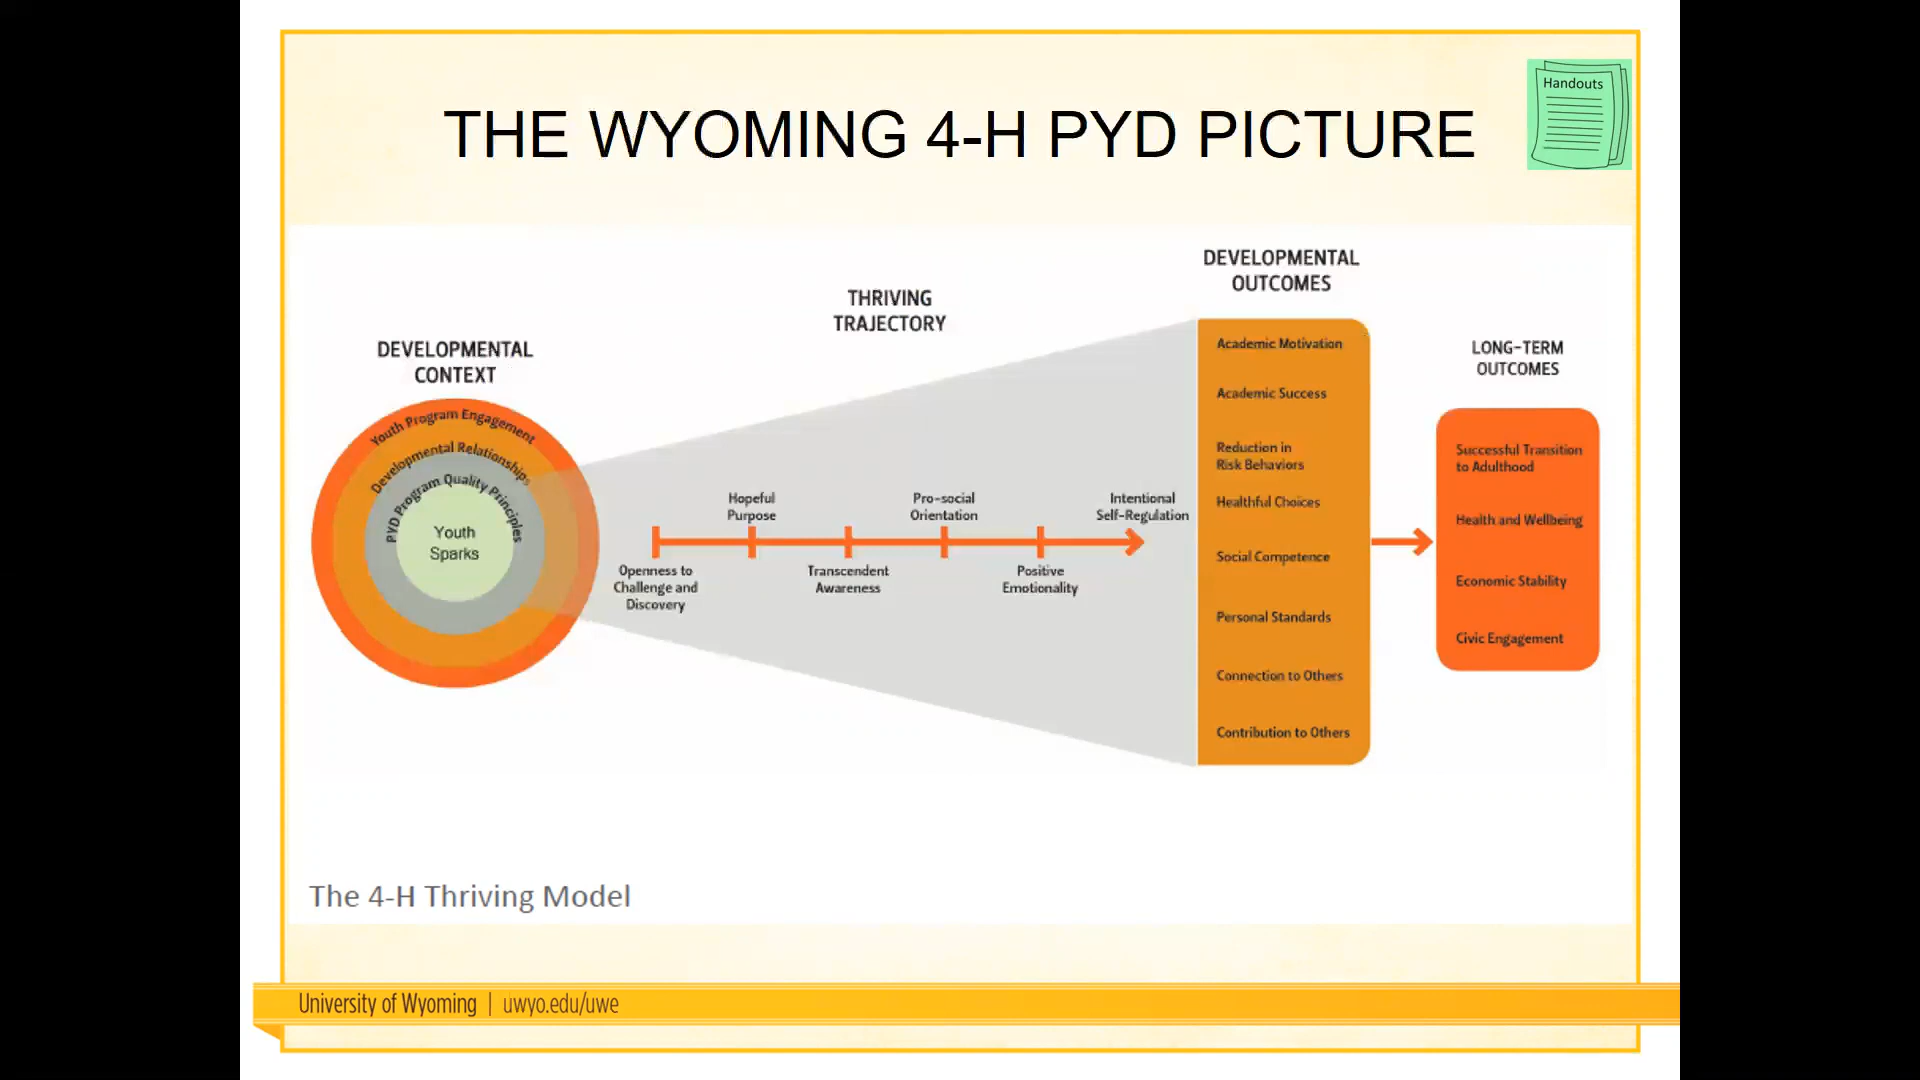 THE WYOMING 4-H PYD PICTURE
Handouts
DEVELOPMENTAL
CONTEXT
Youth Program Engagement
Developmental Relationships
PYD Program Quality Principles
Youth
Sparks
THRIVING
TRAJECTORY
Openness to
Challenge and
Discovery
Hopeful
Purpose
Transcendent
Awareness
Pro-social
Orientation
Positive
Emotionality
Intentional
Self-Regulation
DEVELOPMENTAL
OUTCOMES
Academic Motivation
Academic Success
Reduction in
Risk Behaviors
Healthful Choices
Social Competence
Personal Standards
Connection to Others
Contribution to Others
LONG-TERM
OUTCOMES
Successful Transition
to Adulthood
Health and Wellbeing
Economic Stability
Civic Engagement
The 4-H Thriving Model
University of Wyoming | uwyo.edu/uwe